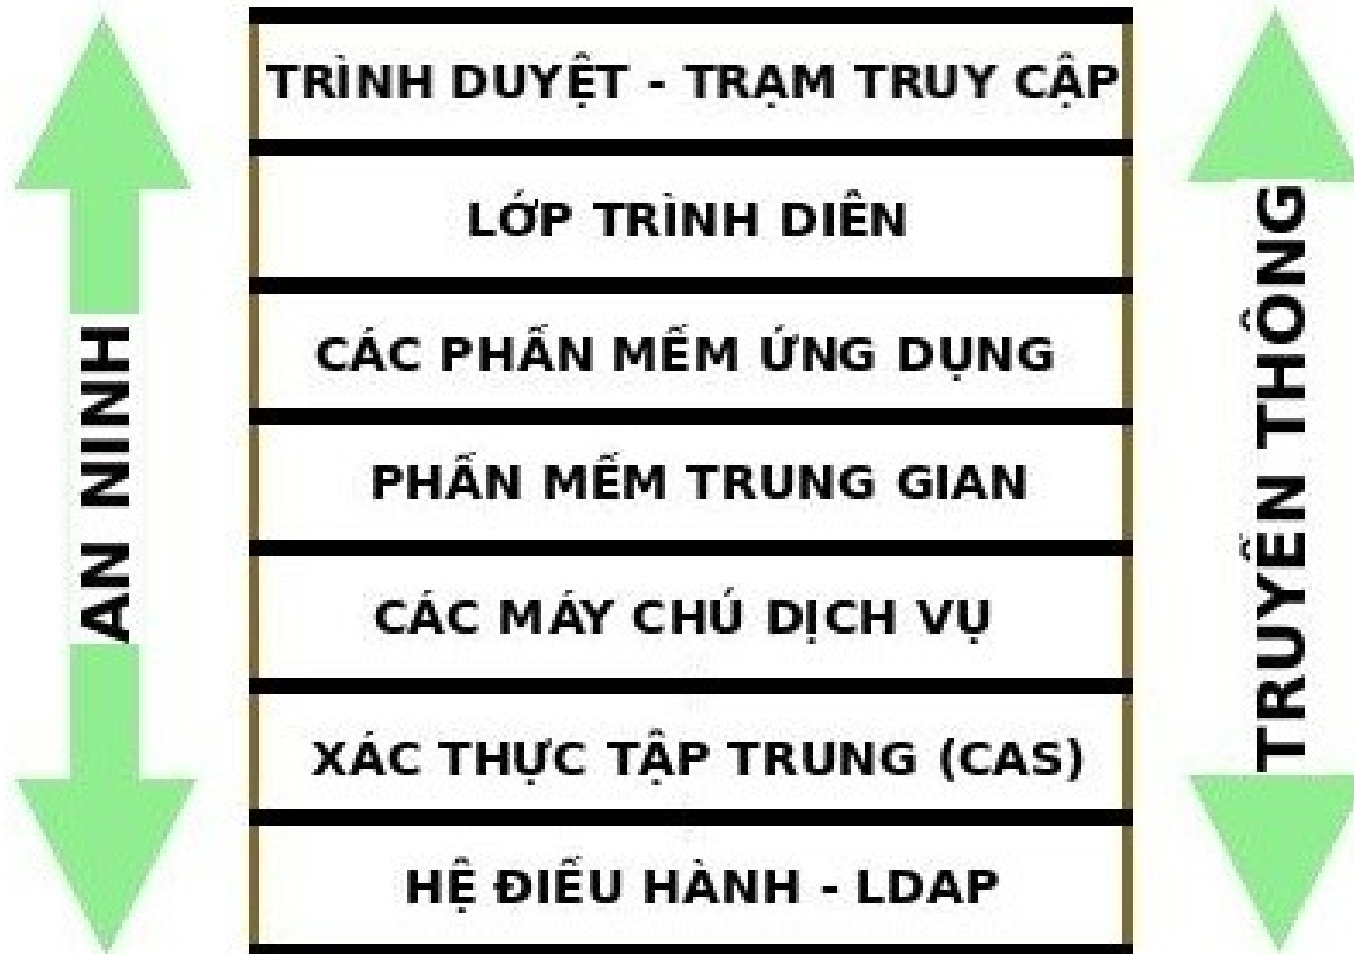 TRÌNH DUYỆT - TRẠM TRUY CẬP
LỚP TRÌNH DIỄN
CÁC PHẦN MỀM ỨNG DỤNG
PHẦN MỀM TRUNG GIAN
CÁC MÁY CHỦ DỊCH VỤ
XÁC THỰC TẬP TRUNG (CAS)
HỆ ĐIỀU HÀNH - LDAP
AN NINH
TRUYỀN THÔNG